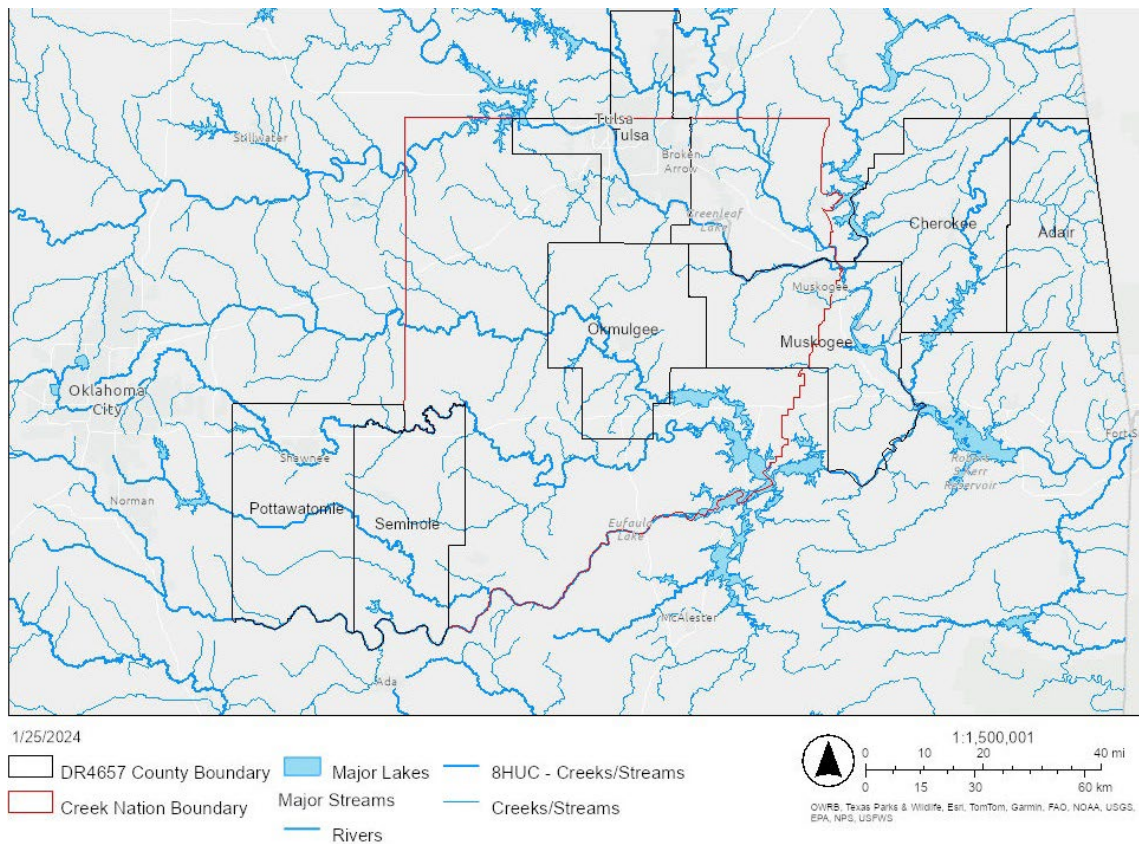 Stillwater
Tulsa
Tulsa
Broken
Arrow
Greenleaf
Lake
Cherokee
Adair
Muskogee
Okmulgee
Muskogee
Oklahoma
City
Shawnee
Norman
Pottawatomie
Seminole
Eufaula
Lake
Robert
S Kerr
Reservoir
Fort S
McAlester
Ada
1/25/2024
DR4657 County Boundary
Creek Nation Boundary
Major Lakes
Major Streams
Rivers
8HUC - Creeks/Streams
Creeks/Streams
1:1,500,001
0 10 20 40 mi
0 15 30 60 km
OWRB, Texas Parks & Wildlife, Esri, TomTom, Garmin, FAO, NOAA, USGS,
EPA, NPS, USFWS